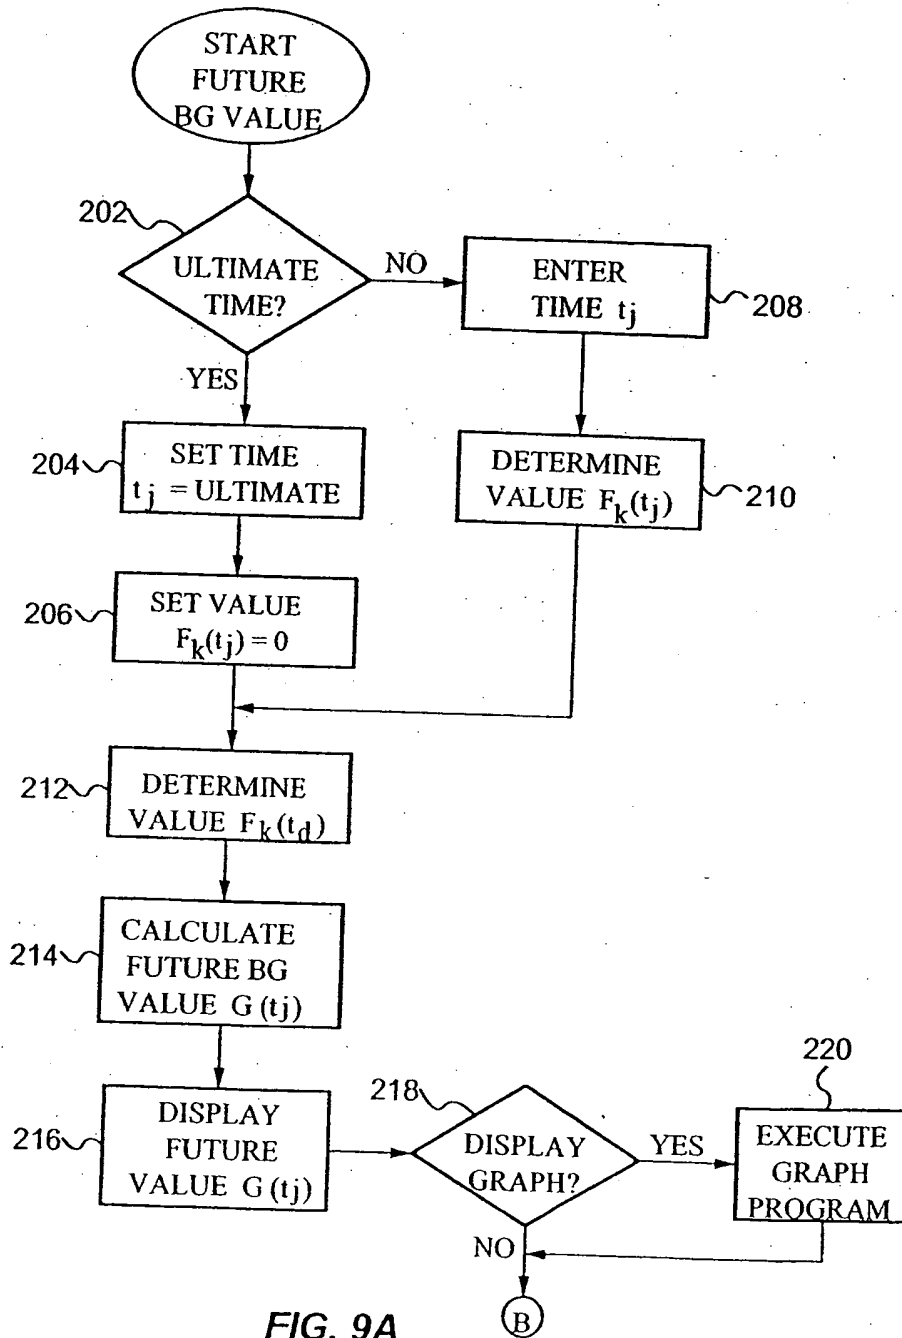 START
FUTURE
BG VALUE
202
ULTIMATE
TIME?
NO
YES
ENTER
TIME tj
208
204
SET TIME
tj = ULTIMATE
DETERMINE
VALUE Fk(tj)
210
206
SET VALUE
Fk(tj) = 0
212
DETERMINE
VALUE Fk(td)
214
CALCULATE
FUTURE BG
VALUE G(tj)
216
DISPLAY
FUTURE
VALUE G(tj)
218
DISPLAY
GRAPH?
YES
NO
220
EXECUTE
GRAPH
PROGRAM
B
FIG. 9A